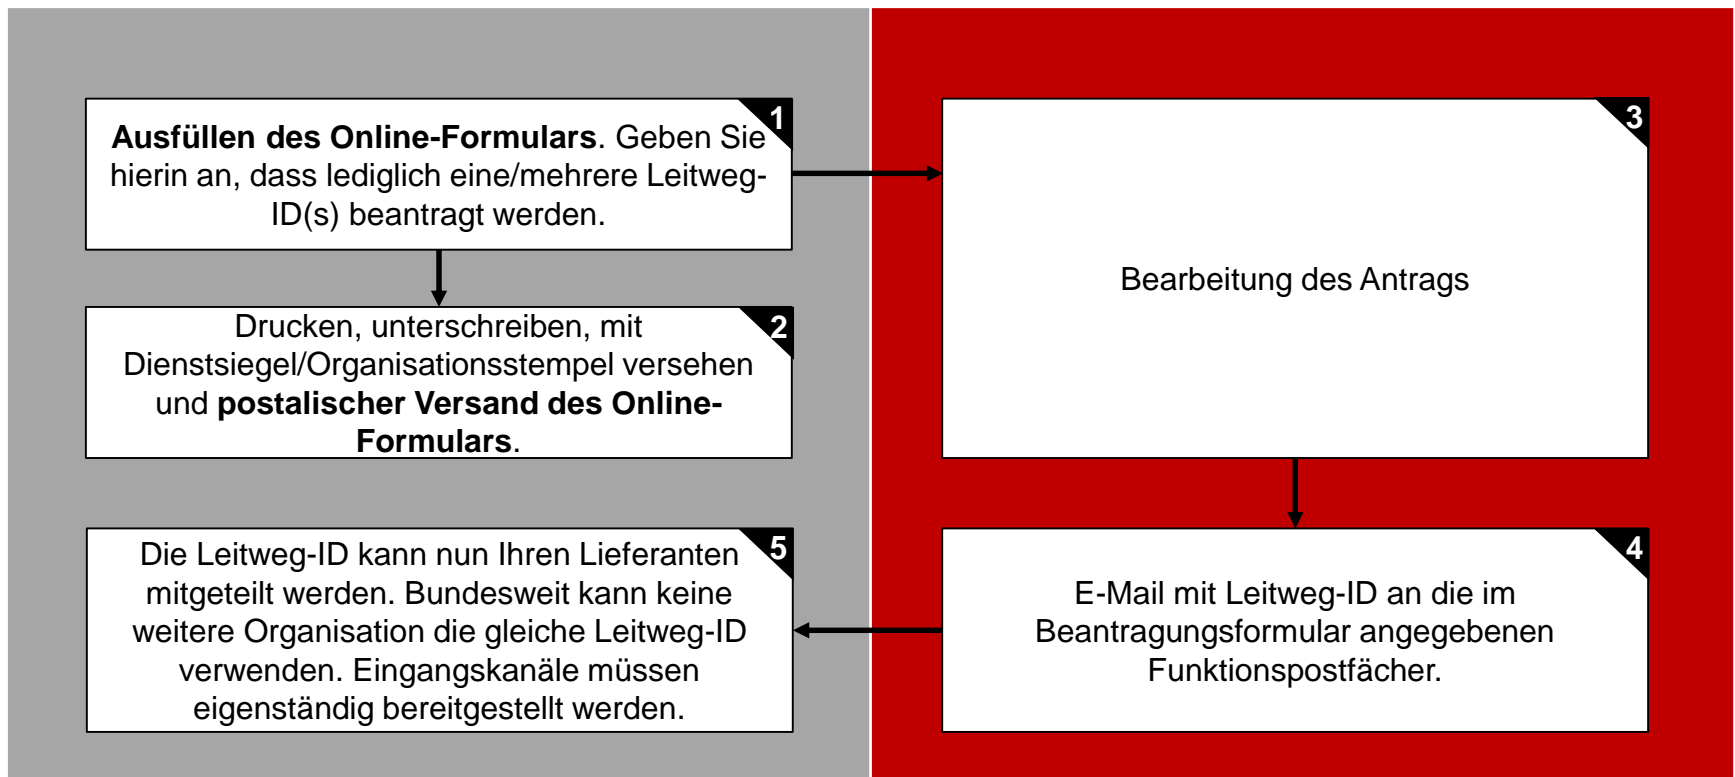 1
Ausfüllen des Online-Formulars. Geben Sie
hierin an, dass lediglich eine/mehrere Leitweg-
ID(s) beantragt werden.
2
Drucken, unterschreiben, mit
Dienstsiegel/Organisationsstempel versehen
und postalischer Versand des Online-
Formulars.
3
Bearbeitung des Antrags
4
E-Mail mit Leitweg-ID an die im
Beantragungsformular angegebenen
Funktionspostfächer.
5
Die Leitweg-ID kann nun Ihren Lieferanten
mitgeteilt werden. Bundesweit kann keine
weitere Organisation die gleiche Leitweg-ID
verwenden. Eingangskanäle müssen
eigenständig bereitgestellt werden.